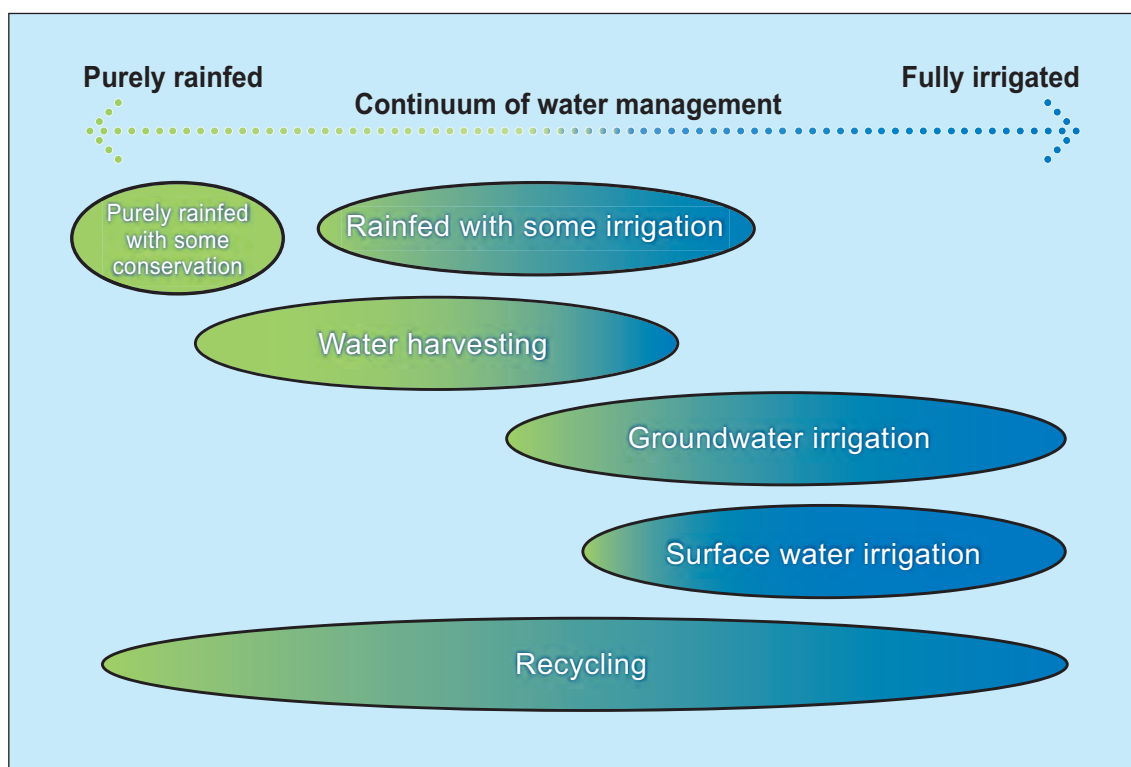 Purely rainfed
Fully irrigated
Continuum of water management
Purely rainfed
with some
conservation
Rainfed with some irrigation
Water harvesting
Groundwater irrigation
Surface water irrigation
Recycling